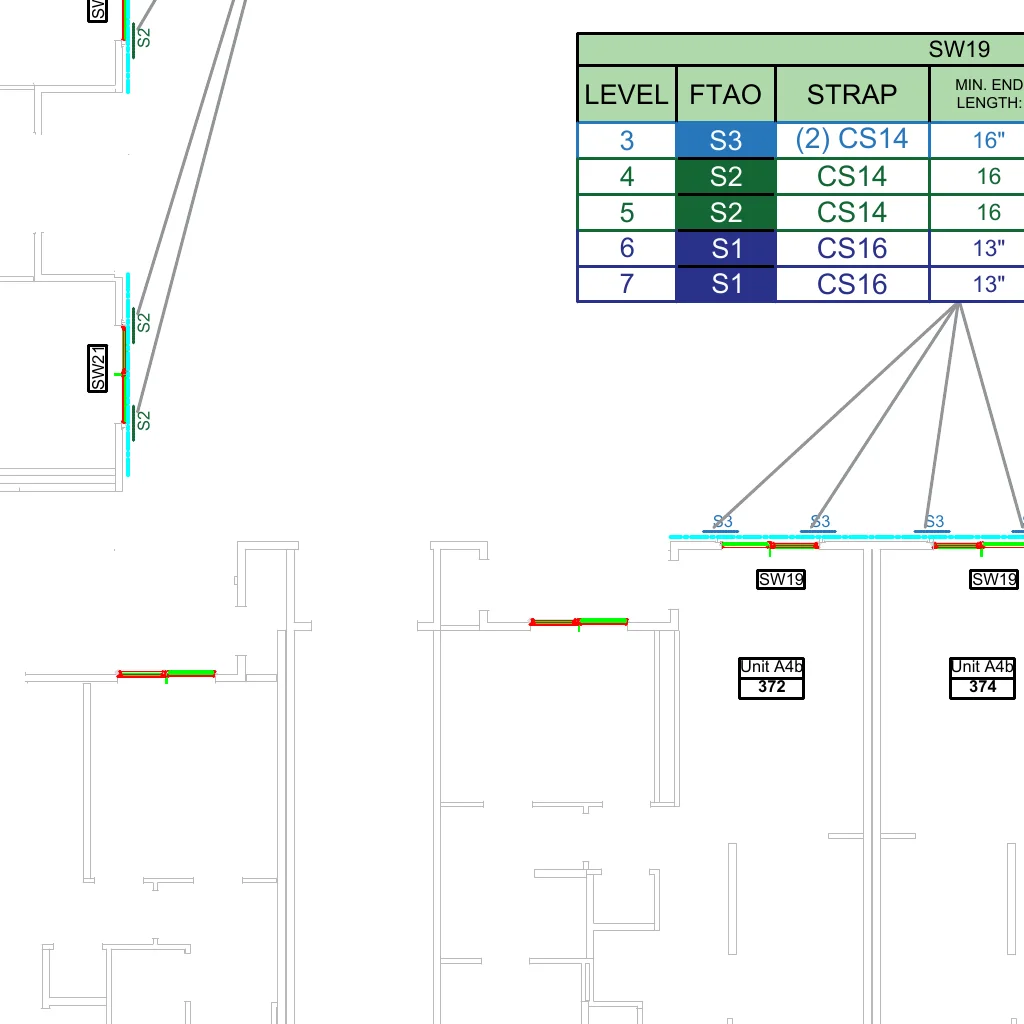 S2
SW19
LEVEL FTAO STRAP MIN. END LENGTH:
3 S3 (2) CS14 16"
4 S2 CS14 16
5 S2 CS14 16
6 S1 CS16 13"
7 S1 CS16 13"
S2
SW21
S2
S3 S3 S3
SW19 SW19
Unit A4b Unit A4b
372 374